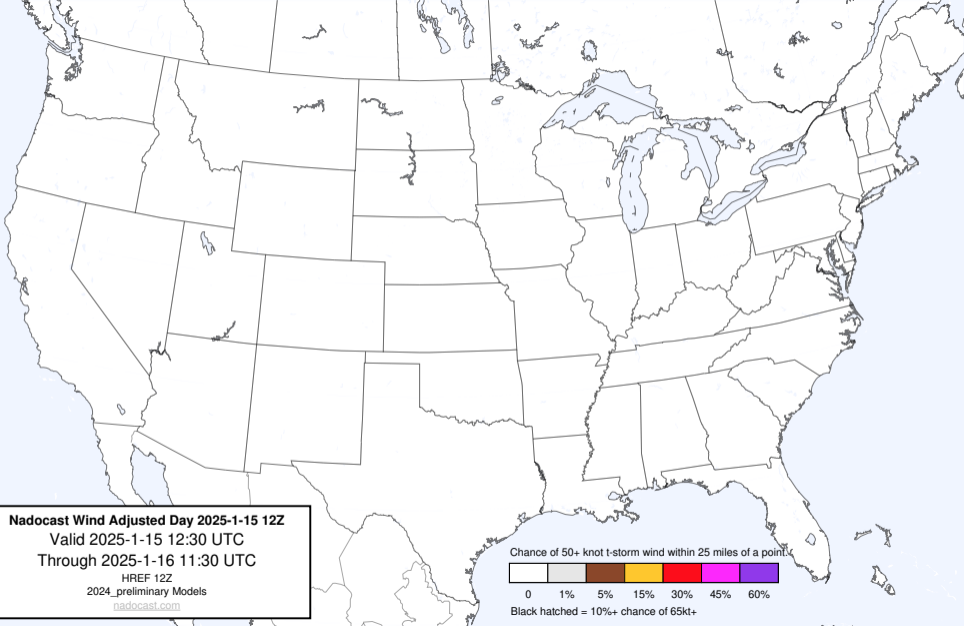 Nadocast Wind Adjusted Day 2025-1-15 12Z
Valid 2025-1-15 12:30 UTC
Through 2025-1-16 11:30 UTC
HREF 12Z
2024_preliminary Models
nadocast.com
Chance of 50+ knot t-storm wind within 25 miles of a point.
0 1% 5% 15% 30% 45% 60%
Black hatched = 10%+ chance of 65kt+